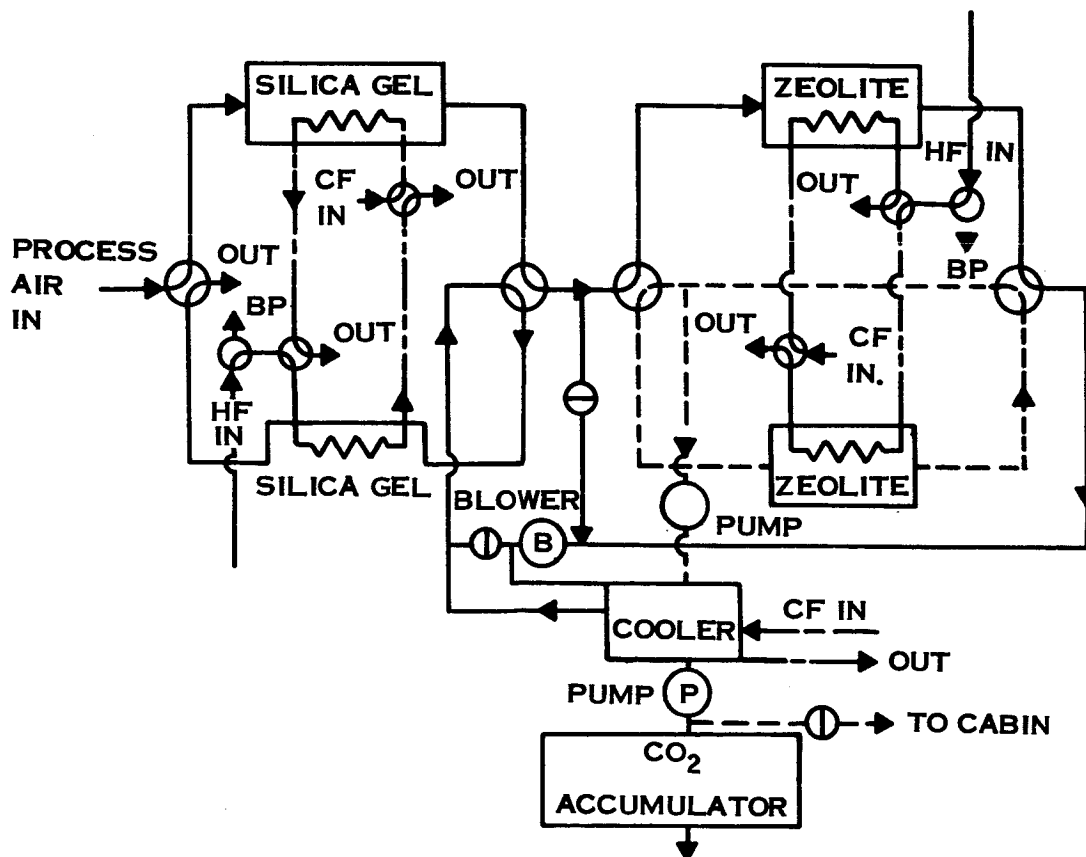 SILICA GEL
ZEOLITE
CF
IN
OUT
HF IN
OUT
PROCESS
AIR
IN
OUT
BP
OUT
BP
OUT
CF
IN.
HF
IN
SILICA GEL
ZEOLITE
BLOWER
B
PUMP
COOLER
CF IN
OUT
PUMP
P
TO CABIN
CO₂
ACCUMULATOR